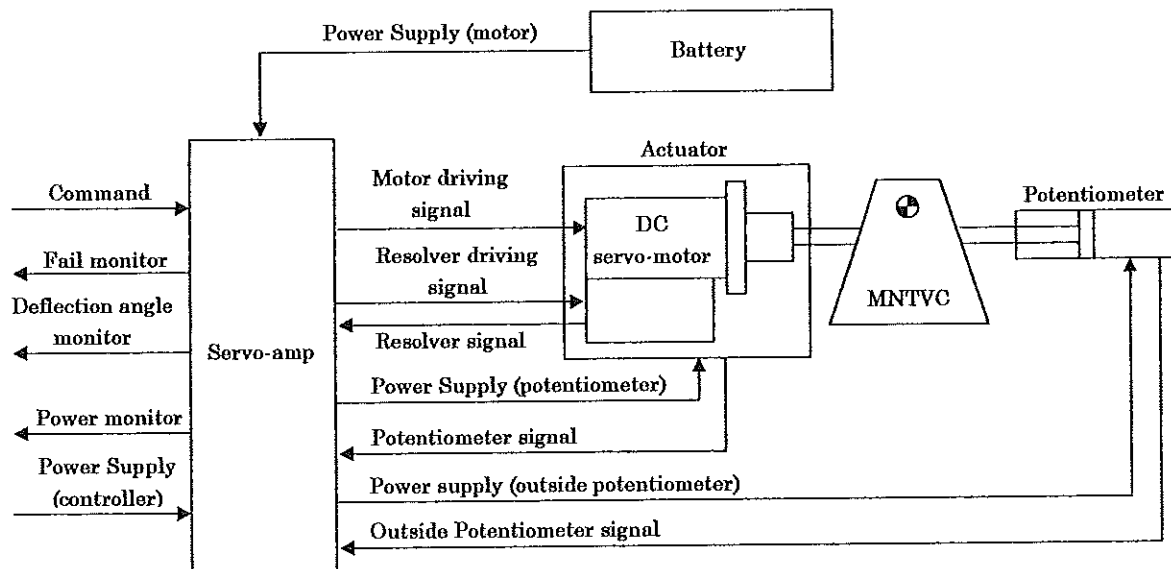 Power Supply (motor)
Battery
Actuator
Command
Motor driving
signal
DC
servo-motor
Potentiometer
Fail monitor
Resolver driving
signal
Deflection angle
monitor
MNTVC
Servo-amp
Resolver signal
Power Supply (potentiometer)
Power monitor
Potentiometer signal
Power Supply
(controller)
Power supply (outside potentiometer)
Outside Potentiometer signal